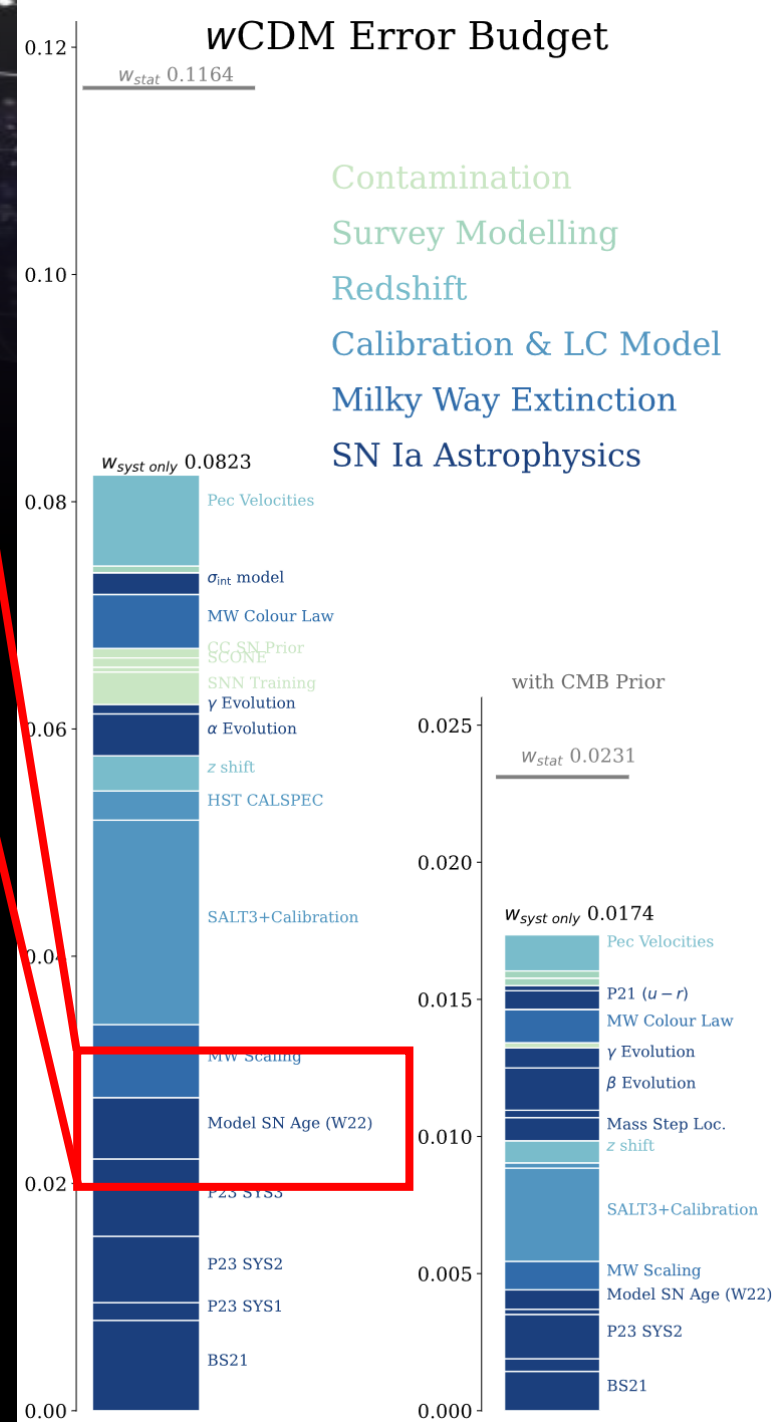 wCDM Error Budget
0.12
w_stat 0.1164
Contamination
Survey Modelling
0.10
Redshift
Calibration & LC Model
Milky Way Extinction
SN Ia Astrophysics
w_syst only 0.0823
0.08
Pec Velocities
σ_int model
MW Colour Law
CC SN Prior
SCONE
SNN Training
γ Evolution
0.06
α Evolution
z shift
HST CALSPEC
SALT3+Calibration
0.04
MW Scaling
Model SN Age (W22)
0.02
P23 SYS3
P23 SYS2
P23 SYS1
BS21
0.00
with CMB Prior
0.025
w_stat 0.0231
0.020
w_syst only 0.0174
Pec Velocities
0.015
P21 (u − r)
MW Colour Law
γ Evolution
β Evolution
0.010
Mass Step Loc.
z shift
SALT3+Calibration
0.005
MW Scaling
Model SN Age (W22)
P23 SYS2
BS21
0.000